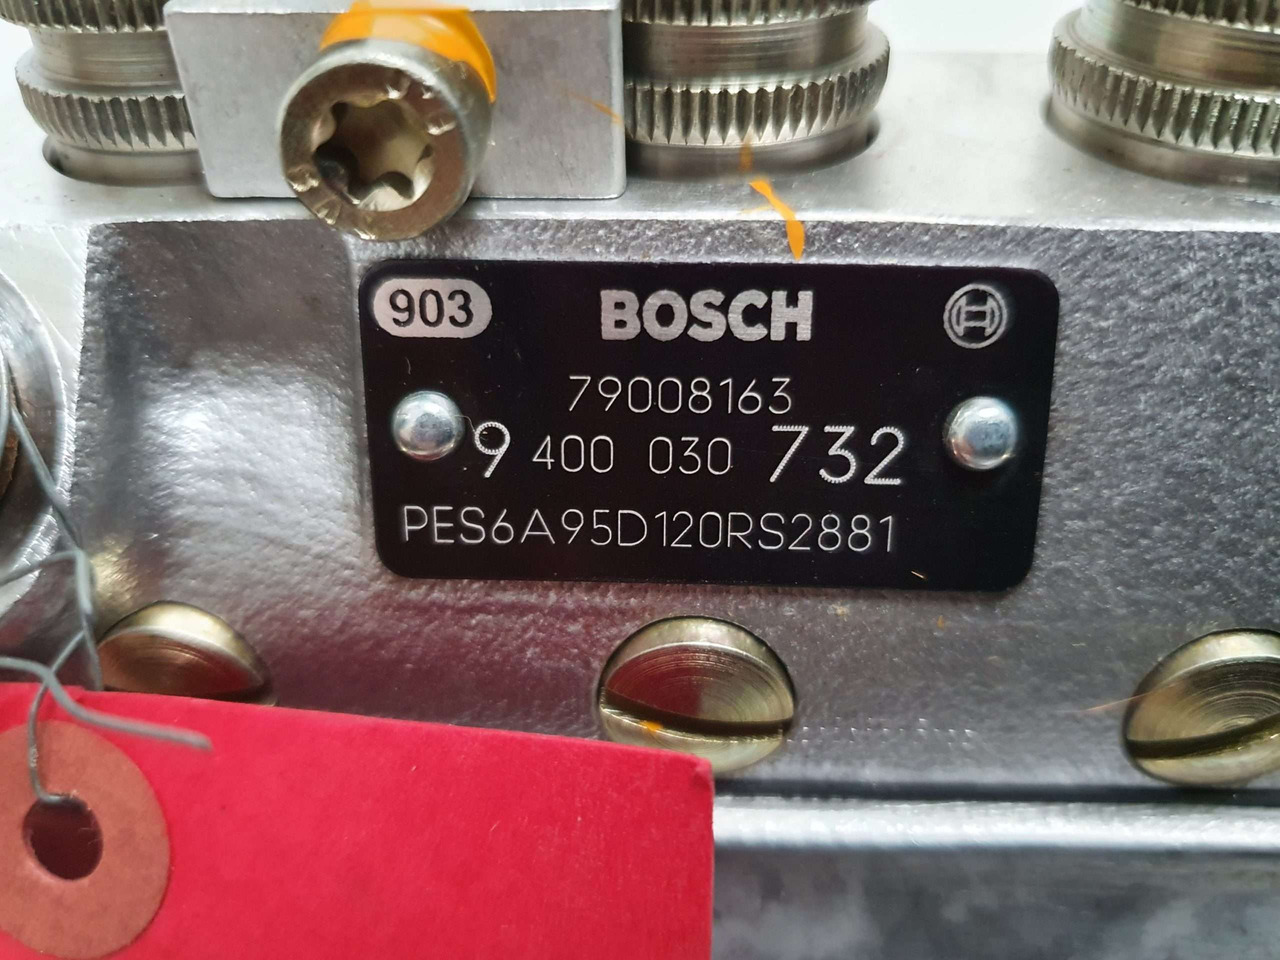 903 BOSCH
79008163
9 400 030 732
PES6A95D120RS2881